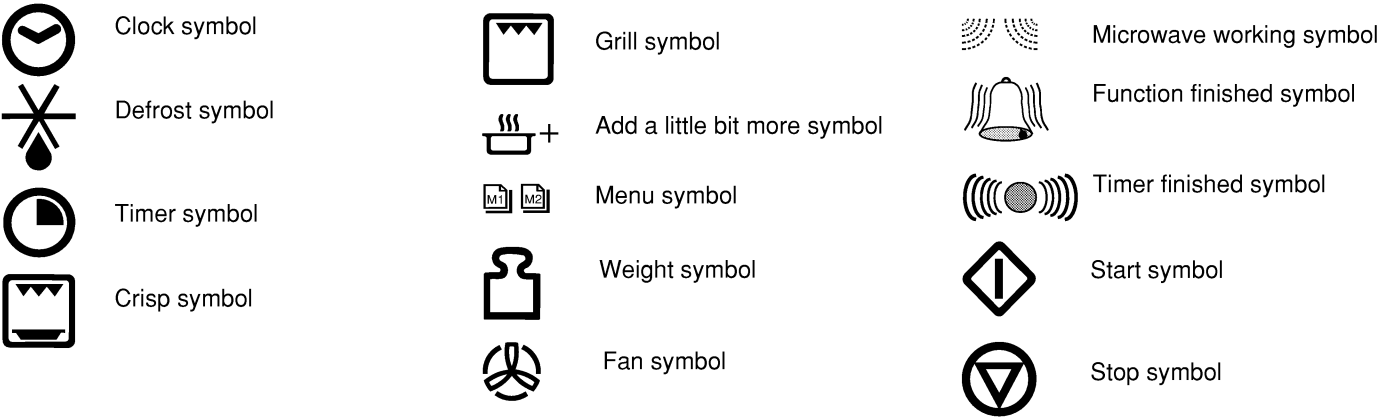 Clock symbol
Defrost symbol
Timer symbol
Crisp symbol
Grill symbol
Add a little bit more symbol
M1 M2
Menu symbol
Weight symbol
Fan symbol
Microwave working symbol
Function finished symbol
Timer finished symbol
Start symbol
Stop symbol